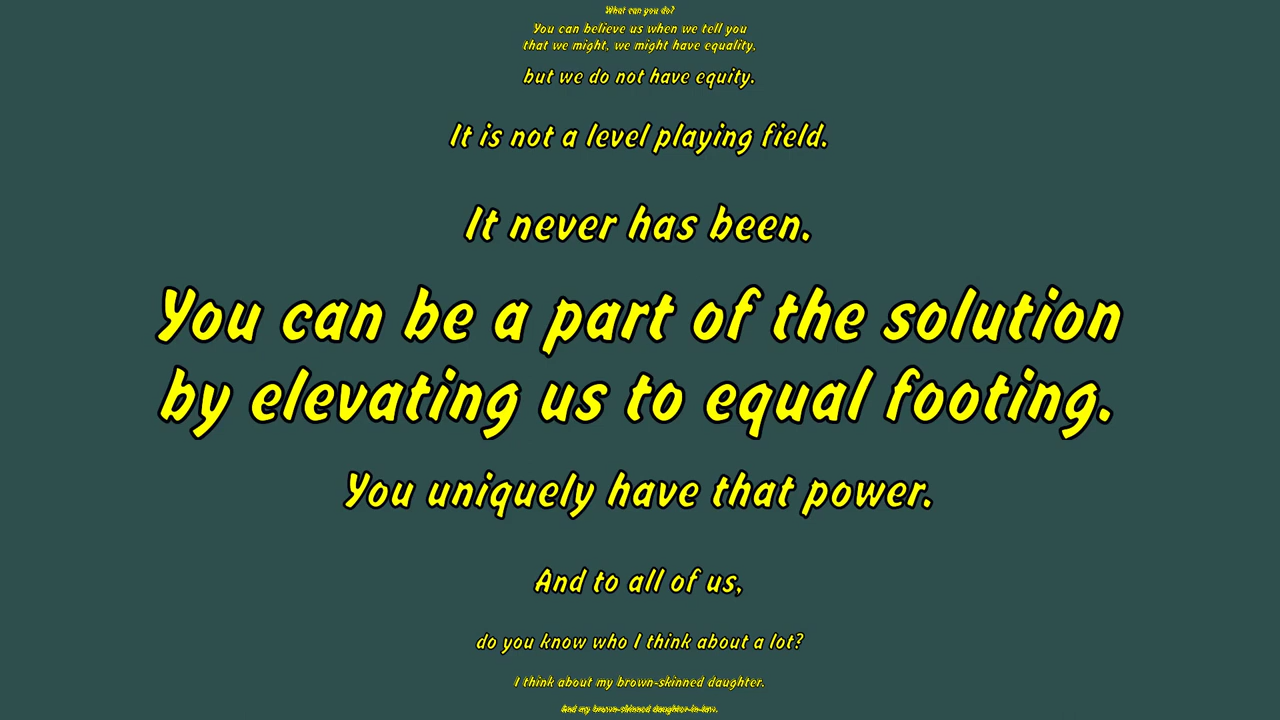 What can you do?
You can believe us when we tell you
that we might, we might have equality,
but we do not have equity.
It is not a level playing field.
It never has been.
You can be a part of the solution
by elevating us to equal footing.
You uniquely have that power.
And to all of us,
do you know who I think about a lot?
I think about my brown-skinned daughter.
And my brown-skinned daughter-in-law.